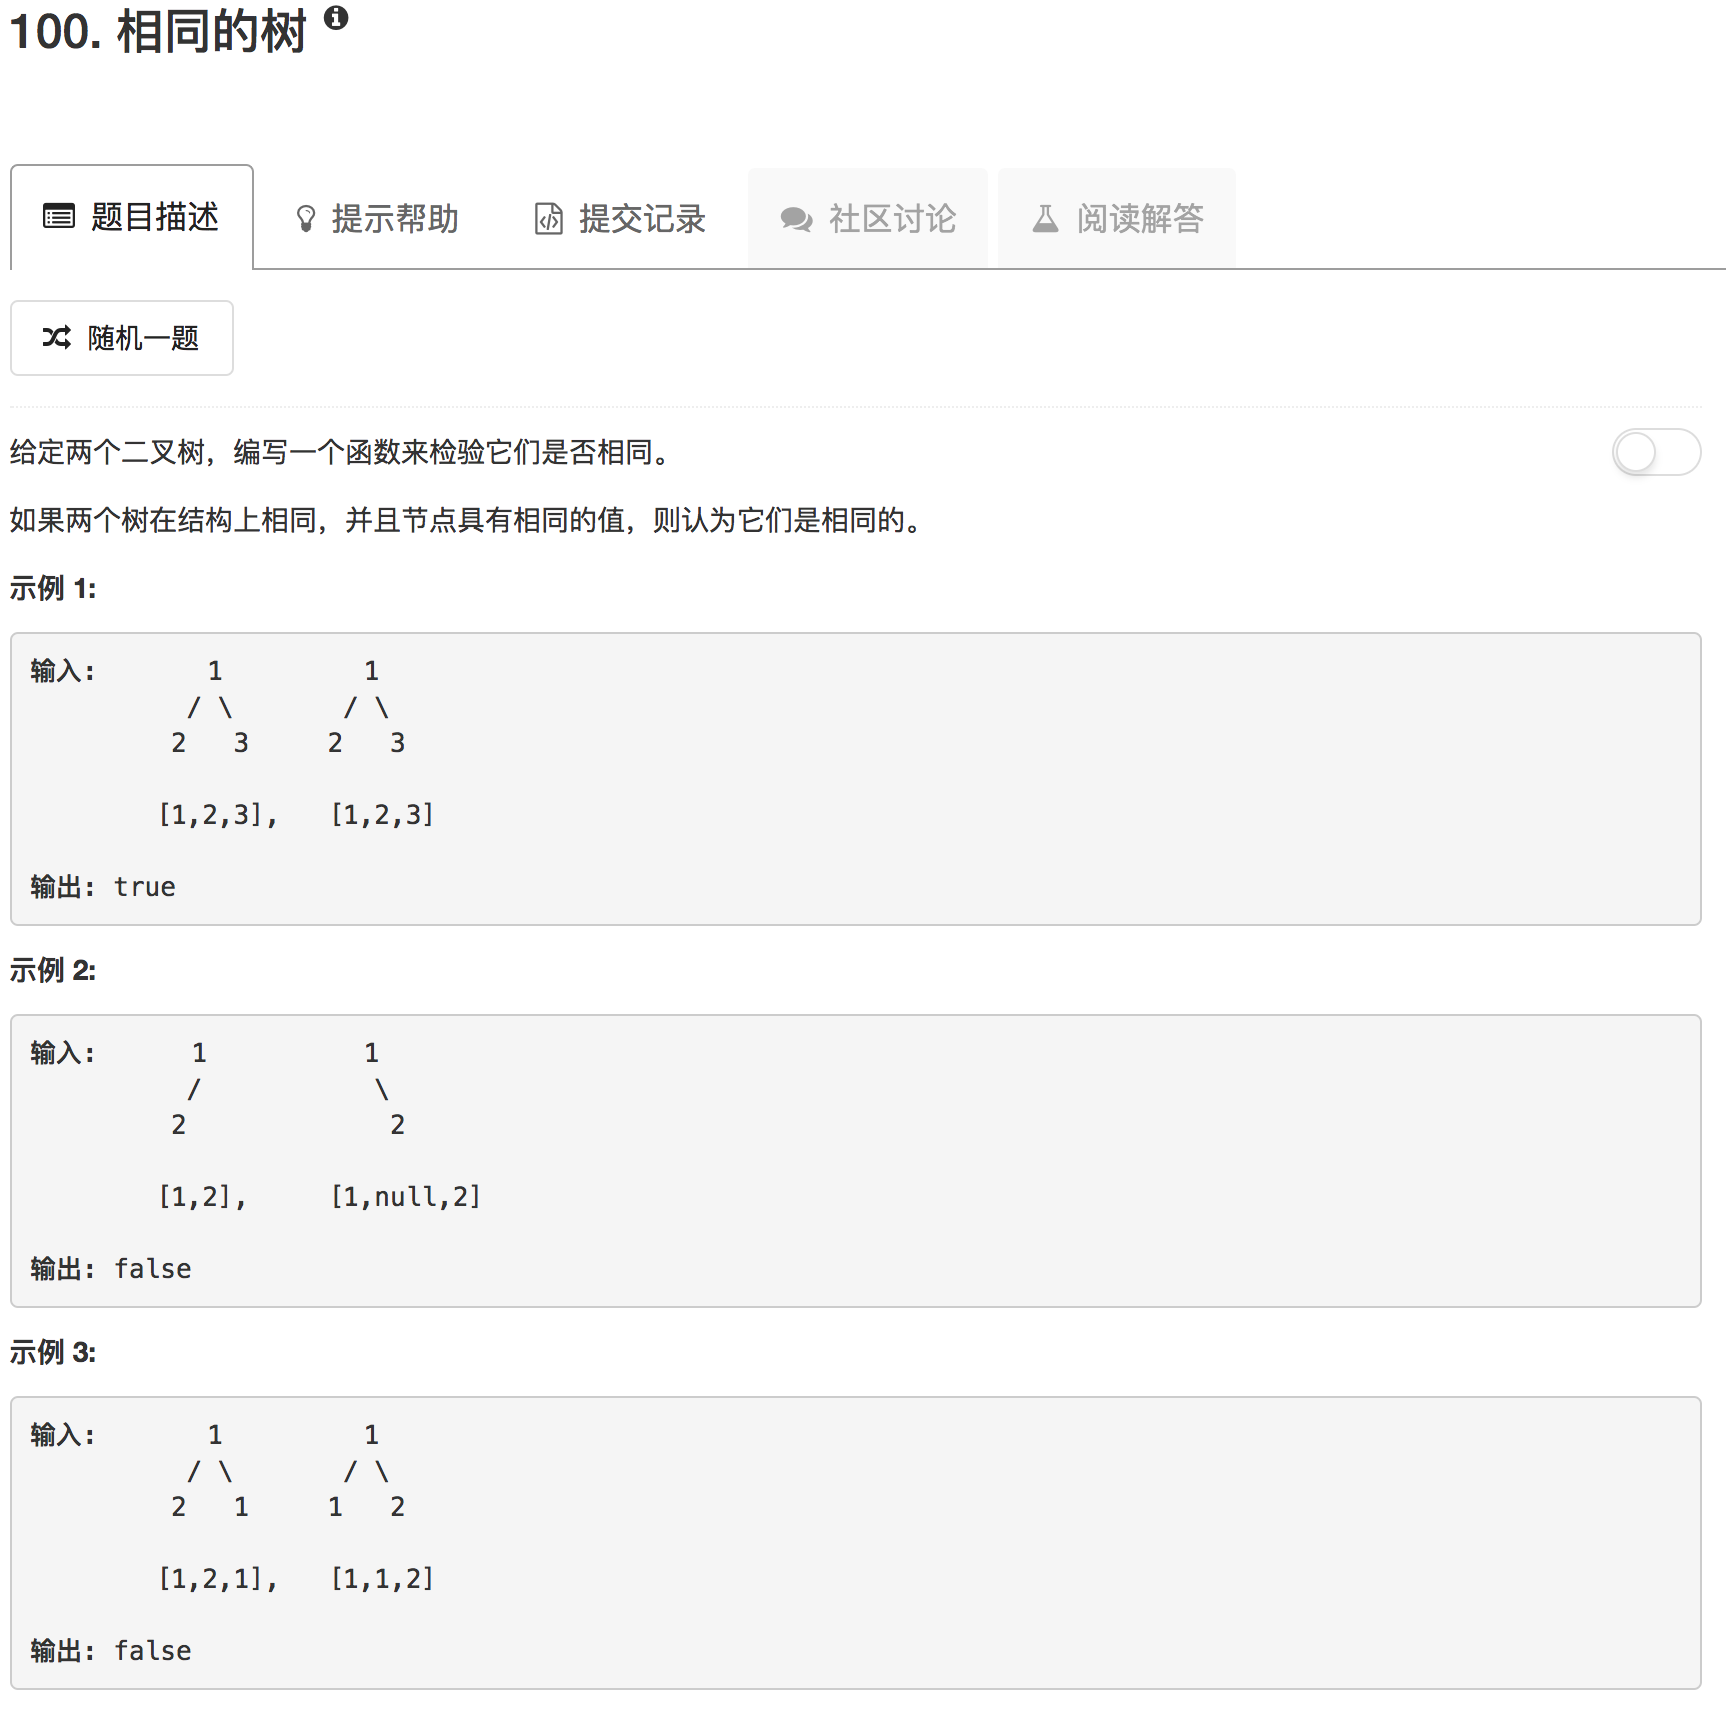 100. 相同的树
题目描述 提示帮助 提交记录 社区讨论 阅读解答
随机一题
给定两个二叉树，编写一个函数来检验它们是否相同。
如果两个树在结构上相同，并且节点具有相同的值，则认为它们是相同的。
示例 1:
输入:       1         1
          / \       / \
         2   3     2   3
        [1,2,3],   [1,2,3]
输出: true
示例 2:
输入:      1          1
          /           \
         2             2
        [1,2],     [1,null,2]
输出: false
示例 3:
输入:       1         1
          / \       / \
         2   1     1   2
        [1,2,1],   [1,1,2]
输出: false